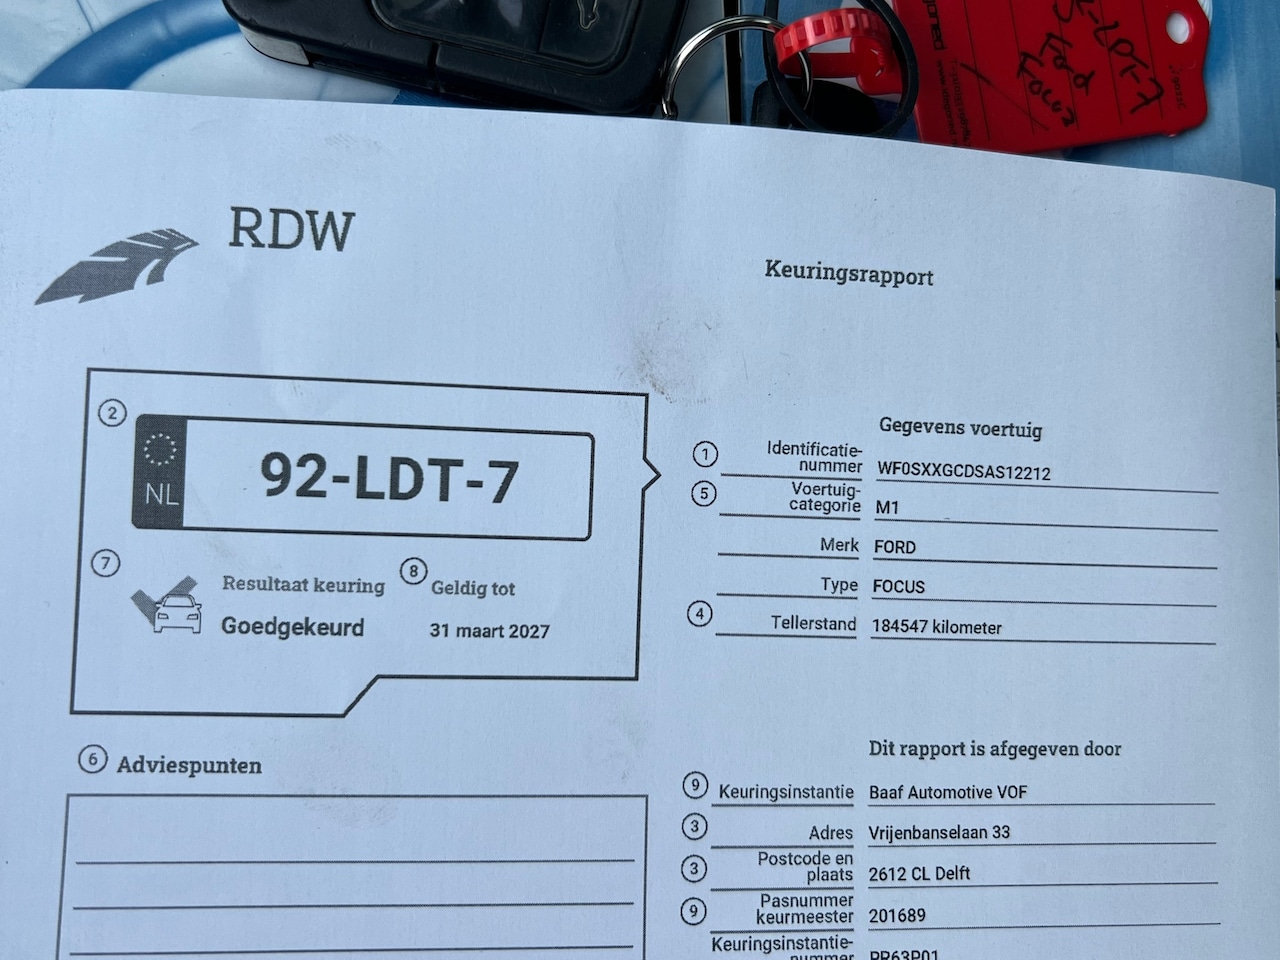 Focus
RDW
Keuringsrapport
2
NL
92-LDT-7
7
Resultaat keuring
Goedgekeurd
8
Geldig tot
31 maart 2027
Gegevens voertuig
1 Identificatie-
nummer WF0SXXGCDSAS12212
5 Voertuig-
categorie M1
Merk FORD
Type FOCUS
4 Tellerstand 184547 kilometer
6 Adviespunten
Dit rapport is afgegeven door
9 Keuringsinstantie Baaf Automotive VOF
3 Adres Vrijenbanselaan 33
3 Postcode en
plaats 2612 CL Delft
9 Pasnummer
keurmeester 201689
Keuringsinstantie-
nummer PR63P01